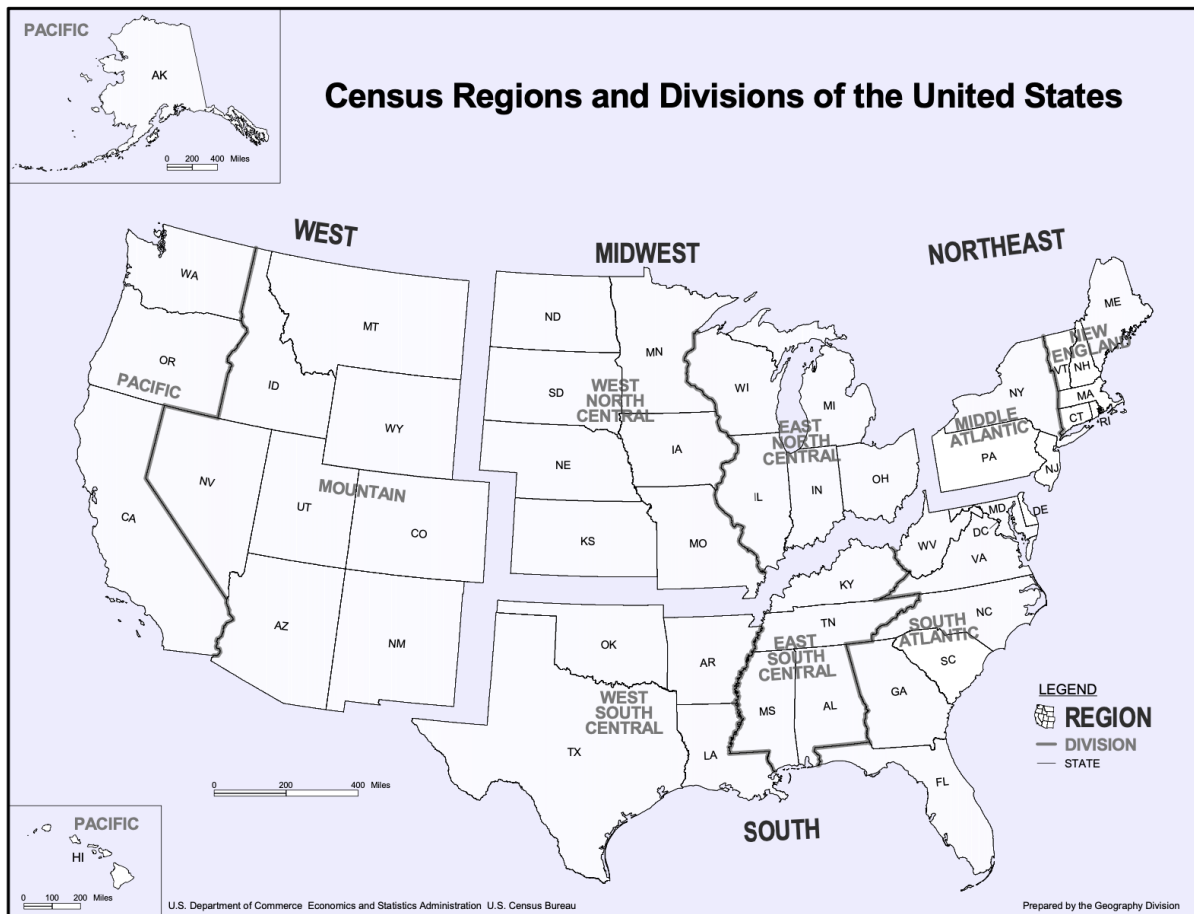 PACIFIC
AK
0 200 400 Miles
Census Regions and Divisions of the United States
WEST
MIDWEST
NORTHEAST
WA
MT
ND
MN
ME
OR
ID
SD
WI
MI
NY
VT
NH
NEW
ENGLAND
MA
CT
RI
PACIFIC
WY
WEST
NORTH
CENTRAL
EAST
NORTH
CENTRAL
MIDDLE
ATLANTIC
PA
NJ
NV
UT
MOUNTAIN
CO
NE
IA
IL
IN
OH
CA
KS
MO
WV
MD
DE
DC
VA
KY
AZ
NM
OK
AR
TN
NC
EAST
SOUTH
CENTRAL
SOUTH
ATLANTIC
SC
MS
AL
GA
WEST
SOUTH
CENTRAL
TX
LA
FL
LEGEND
REGION
DIVISION
STATE
0 200 400 Miles
SOUTH
PACIFIC
HI
0 100 200 Miles
U.S. Department of Commerce Economics and Statistics Administration U.S. Census Bureau
Prepared by the Geography Division